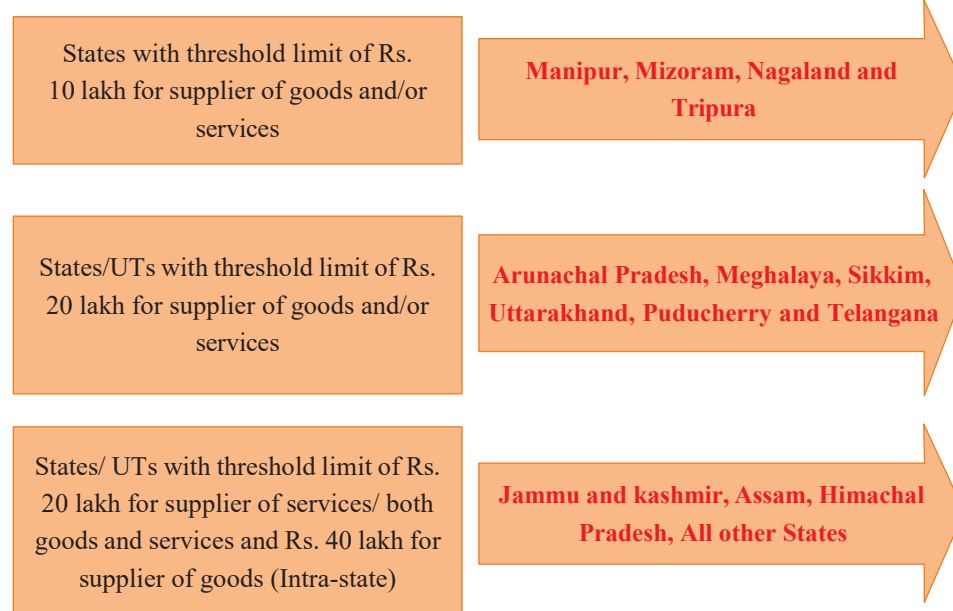 States with threshold limit of Rs.
10 lakh for supplier of goods and/or
services
Manipur, Mizoram, Nagaland and
Tripura
States/UTs with threshold limit of Rs.
20 lakh for supplier of goods and/or
services
Arunachal Pradesh, Meghalaya, Sikkim,
Uttarakhand, Puducherry and Telangana
States/ UTs with threshold limit of Rs.
20 lakh for supplier of services/ both
goods and services and Rs. 40 lakh for
supplier of goods (Intra-state)
Jammu and kashmir, Assam, Himachal
Pradesh, All other States